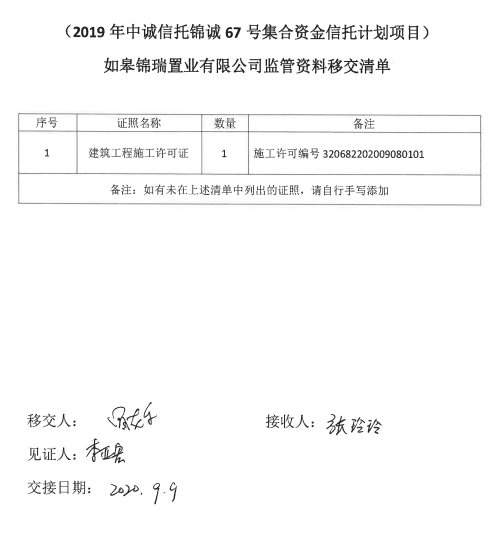 （2019 年中诚信托锦诚 67 号集合资金信托计划项目）
如皋锦瑞置业有限公司监管资料移交清单
序号 证照名称 数量 备注
1 建筑工程施工许可证 1 施工许可编号 320682202009080101
备注：如有未在上述清单中列出的证照，请自行手写添加
移交人： 接收人：张玲玲
见证人：李亚
交接日期： 2020.9.9